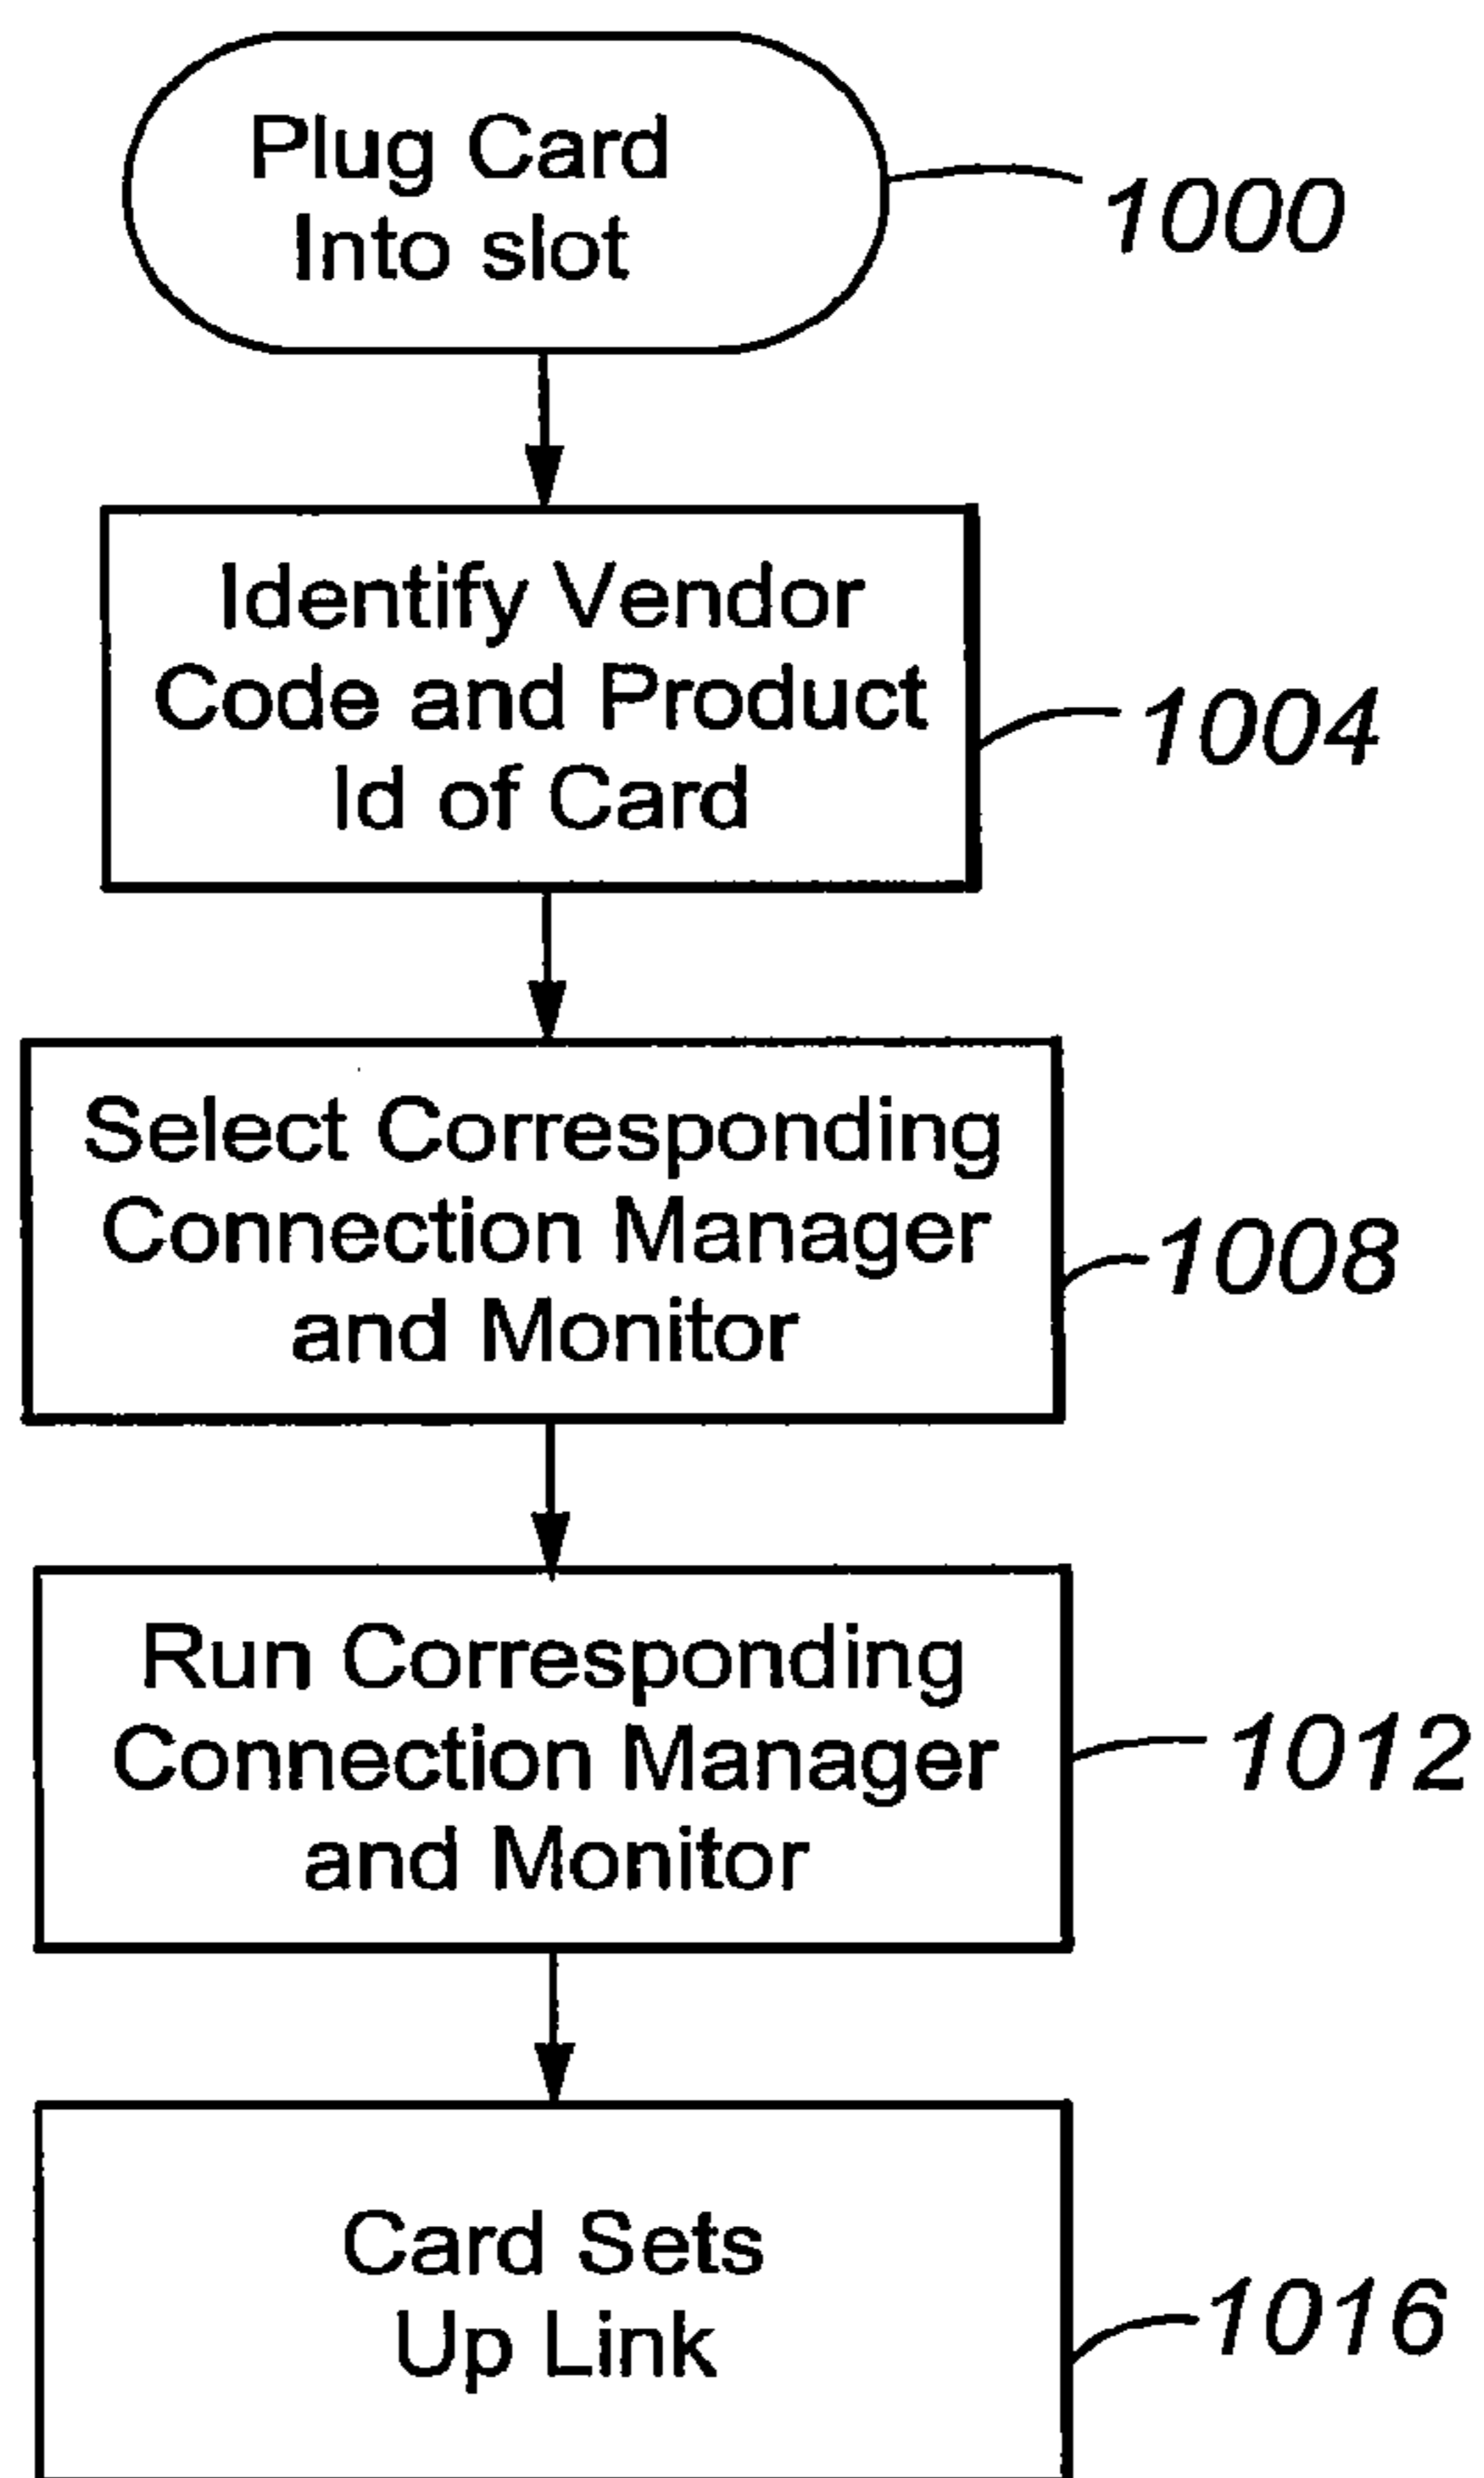 Plug Card
Into slot
1000
Identify Vendor
Code and Product
Id of Card
1004
Select Corresponding
Connection Manager
and Monitor
1008
Run Corresponding
Connection Manager
and Monitor
1012
Card Sets
Up Link
1016